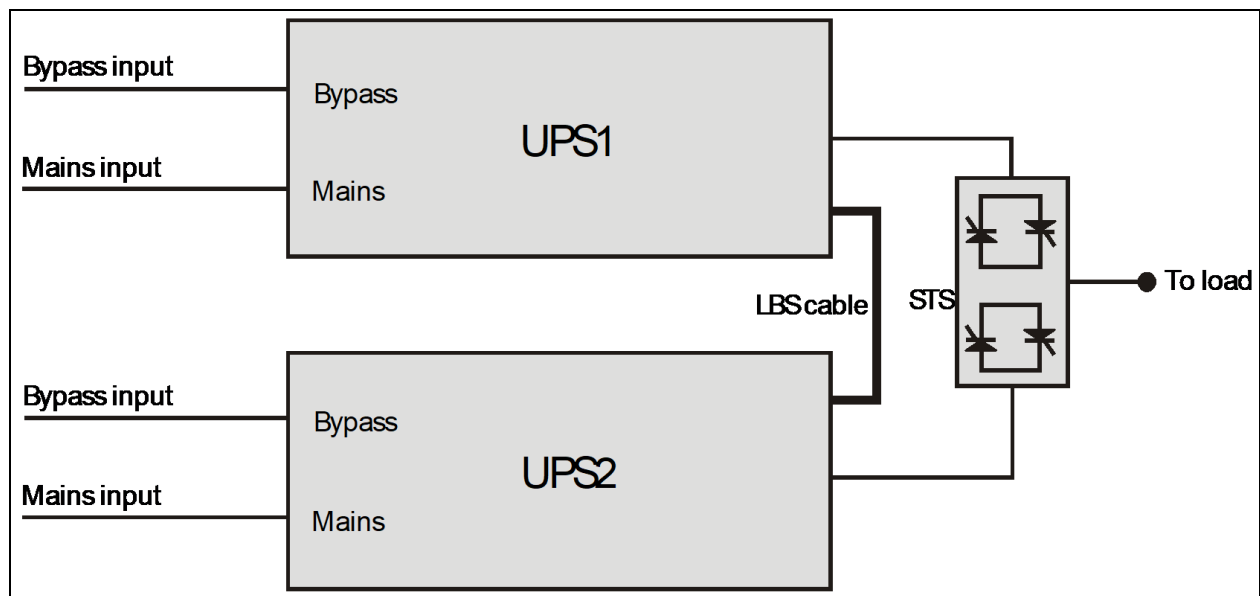 Bypass input
Bypass
UPS1
Mains input
Mains
LBS cable
STS
To load
Bypass input
Bypass
UPS2
Mains input
Mains